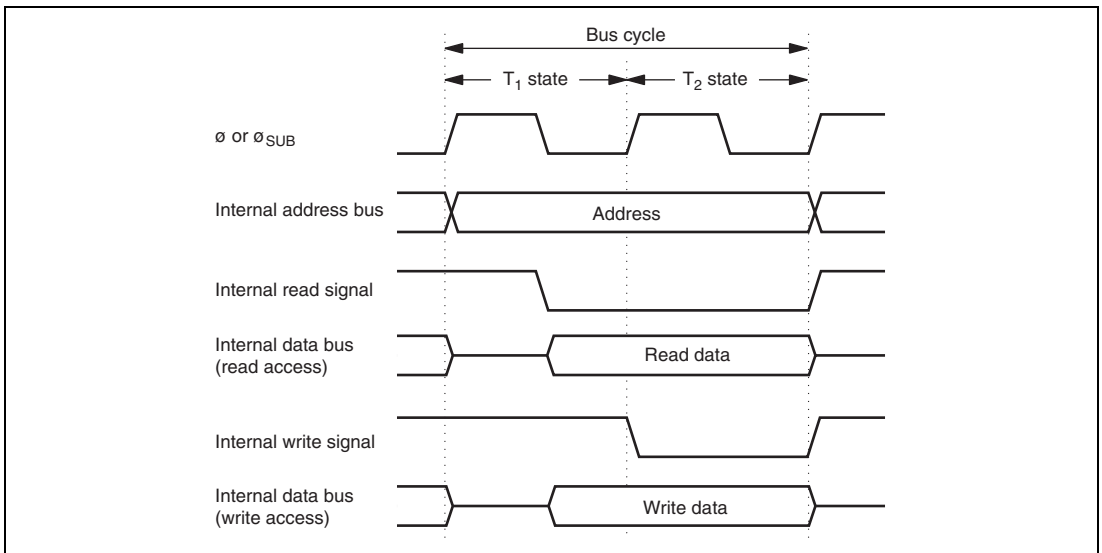 Bus cycle
T₁ state
T₂ state
ø or øSUB
Internal address bus
Address
Internal read signal
Internal data bus
(read access)
Read data
Internal write signal
Internal data bus
(write access)
Write data